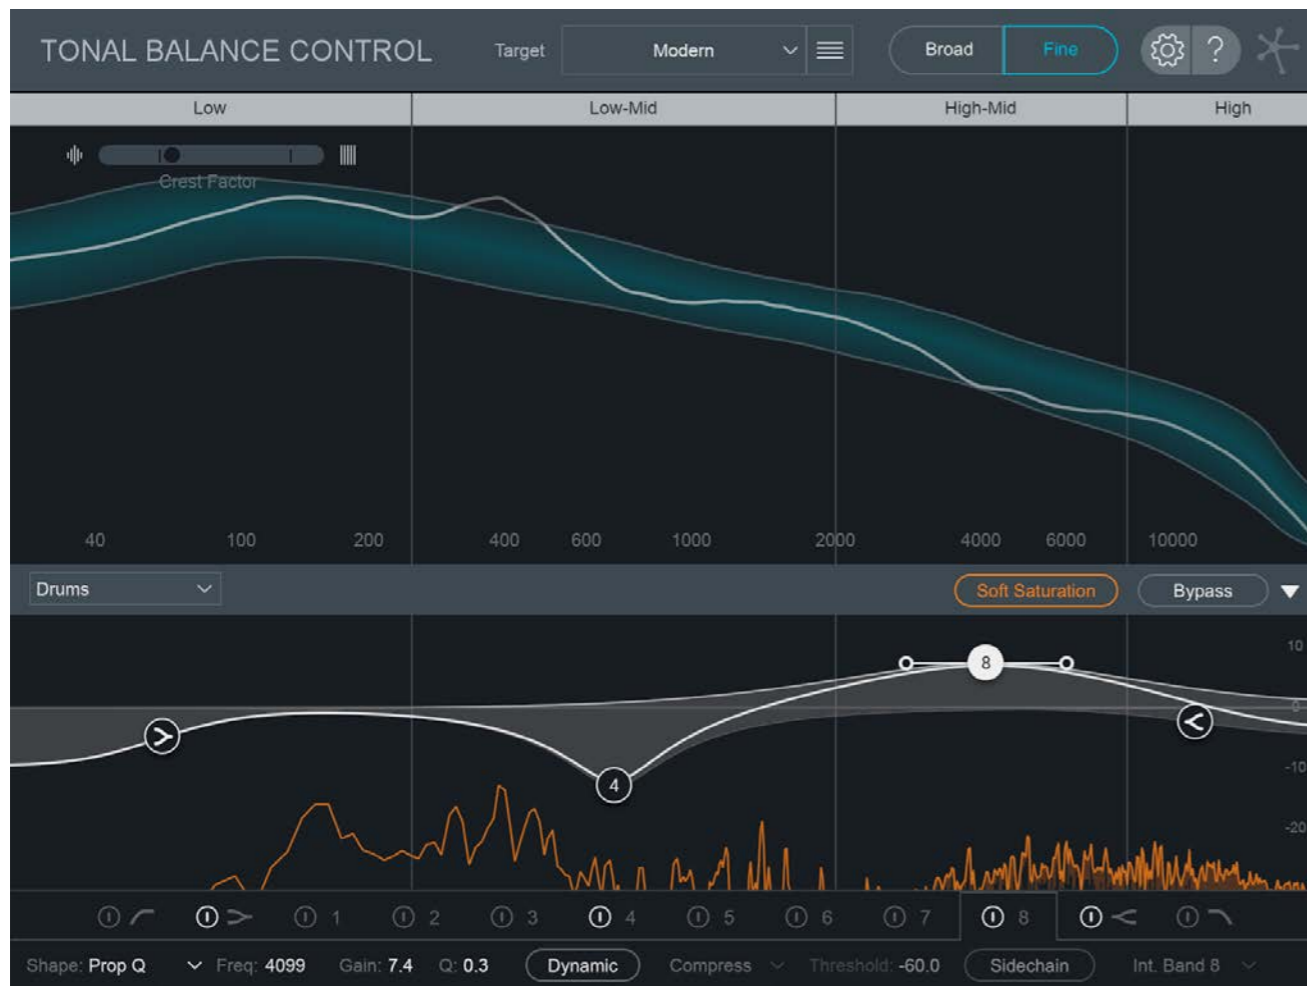 TONAL BALANCE CONTROL Target Modern Broad Fine ?
Low Low-Mid High-Mid High
Crest Factor
40 100 200 400 600 1000 2000 4000 6000 10000
Drums Soft Saturation Bypass
10
8
0
-10
4
-20
1 2 3 4 5 6 7 8
Shape: Prop Q Freq: 4099 Gain: 7.4 Q: 0.3 Dynamic Compress Threshold: -60.0 Sidechain Int. Band 8